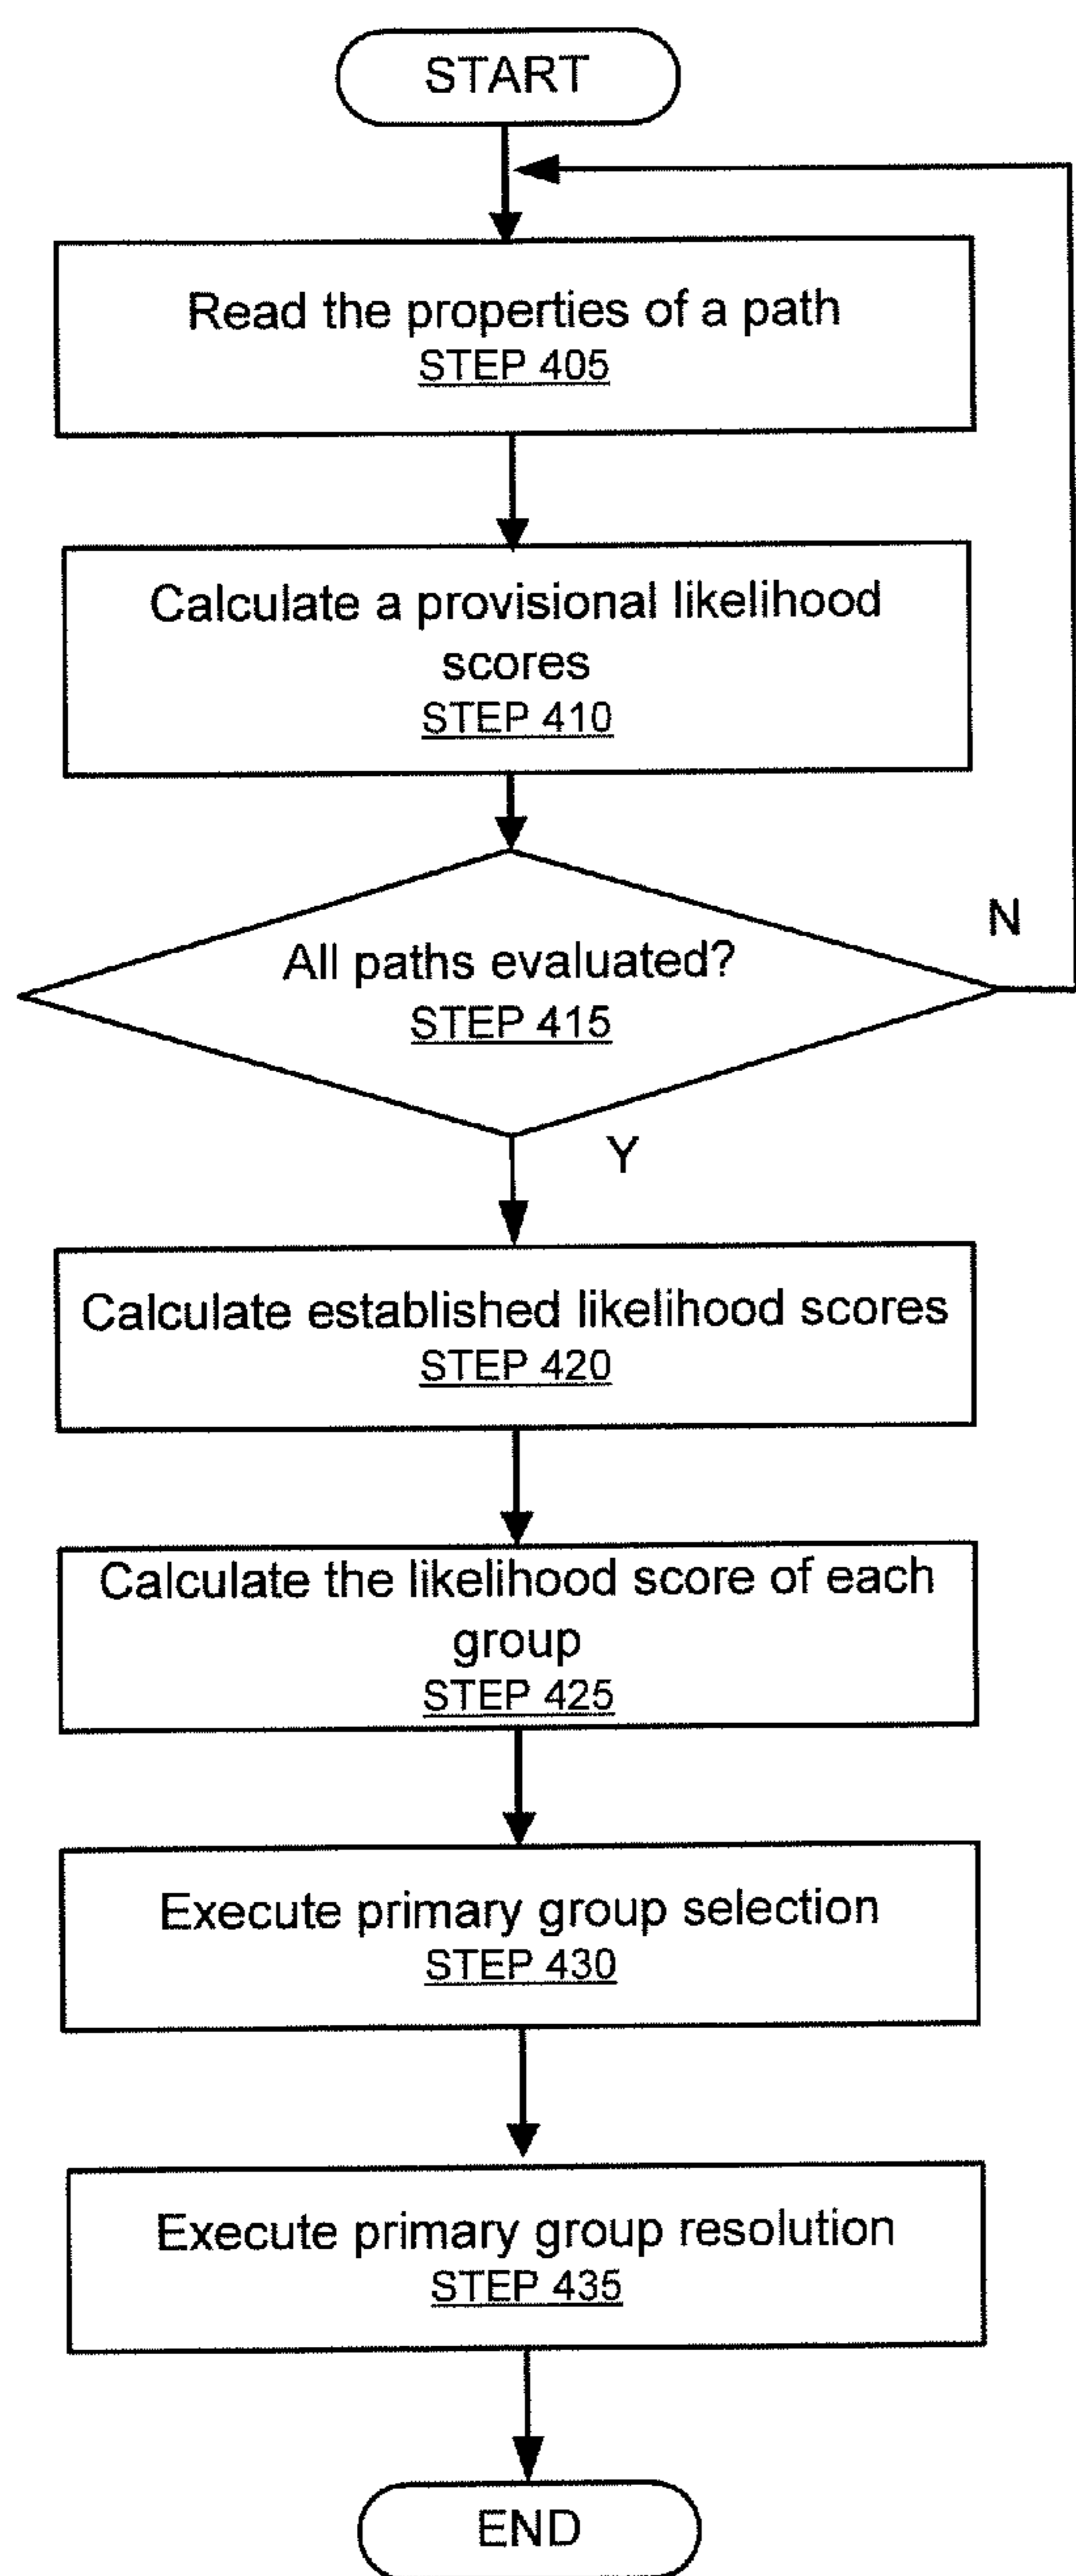 START
Read the properties of a path
STEP 405
Calculate a provisional likelihood
scores
STEP 410
N
All paths evaluated?
STEP 415
Y
Calculate established likelihood scores
STEP 420
Calculate the likelihood score of each
group
STEP 425
Execute primary group selection
STEP 430
Execute primary group resolution
STEP 435
END